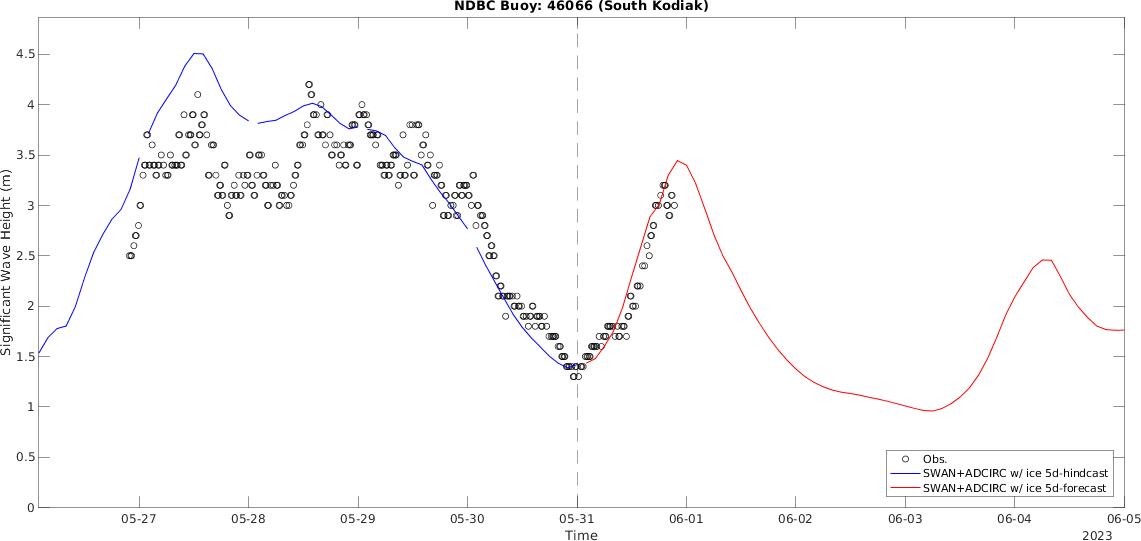 NDBC Buoy: 46066 (South Kodiak)
Significant Wave Height (m)
4.5
4
3.5
3
2.5
2
1.5
1
0.5
0
Obs.
SWAN+ADCIRC w/ ice 5d-hindcast
SWAN+ADCIRC w/ ice 5d-forecast
05-27 05-28 05-29 05-30 05-31 06-01 06-02 06-03 06-04 06-05
Time
2023